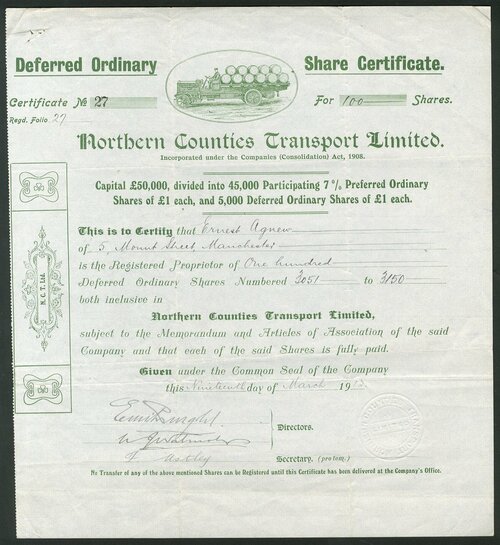 Deferred Ordinary Share Certificate.
Certificate № 27 For 100 Shares.
Regd. Folio 27
Northern Counties Transport Limited.
Incorporated under the Companies (Consolidation) Act, 1908.
Capital £50,000, divided into 45,000 Participating 7% Preferred Ordinary
Shares of £1 each, and 5,000 Deferred Ordinary Shares of £1 each.
This is to Certify that Ernest Agnew
of 5, Mount Street, Manchester
is the Registered Proprietor of One hundred
Deferred Ordinary Shares Numbered 3051 to 3150
both inclusive in
Northern Counties Transport Limited,
subject to the Memorandum and Articles of Association of the said
Company and that each of the said Shares is fully paid.
Given under the Common Seal of the Company
this Nineteenth day of March 19
Directors.
Secretary. (pro tem.)
No Transfer of any of the above mentioned Shares can be Registered until this Certificate has been delivered at the Company's Office.
N. C. T. Ltd.